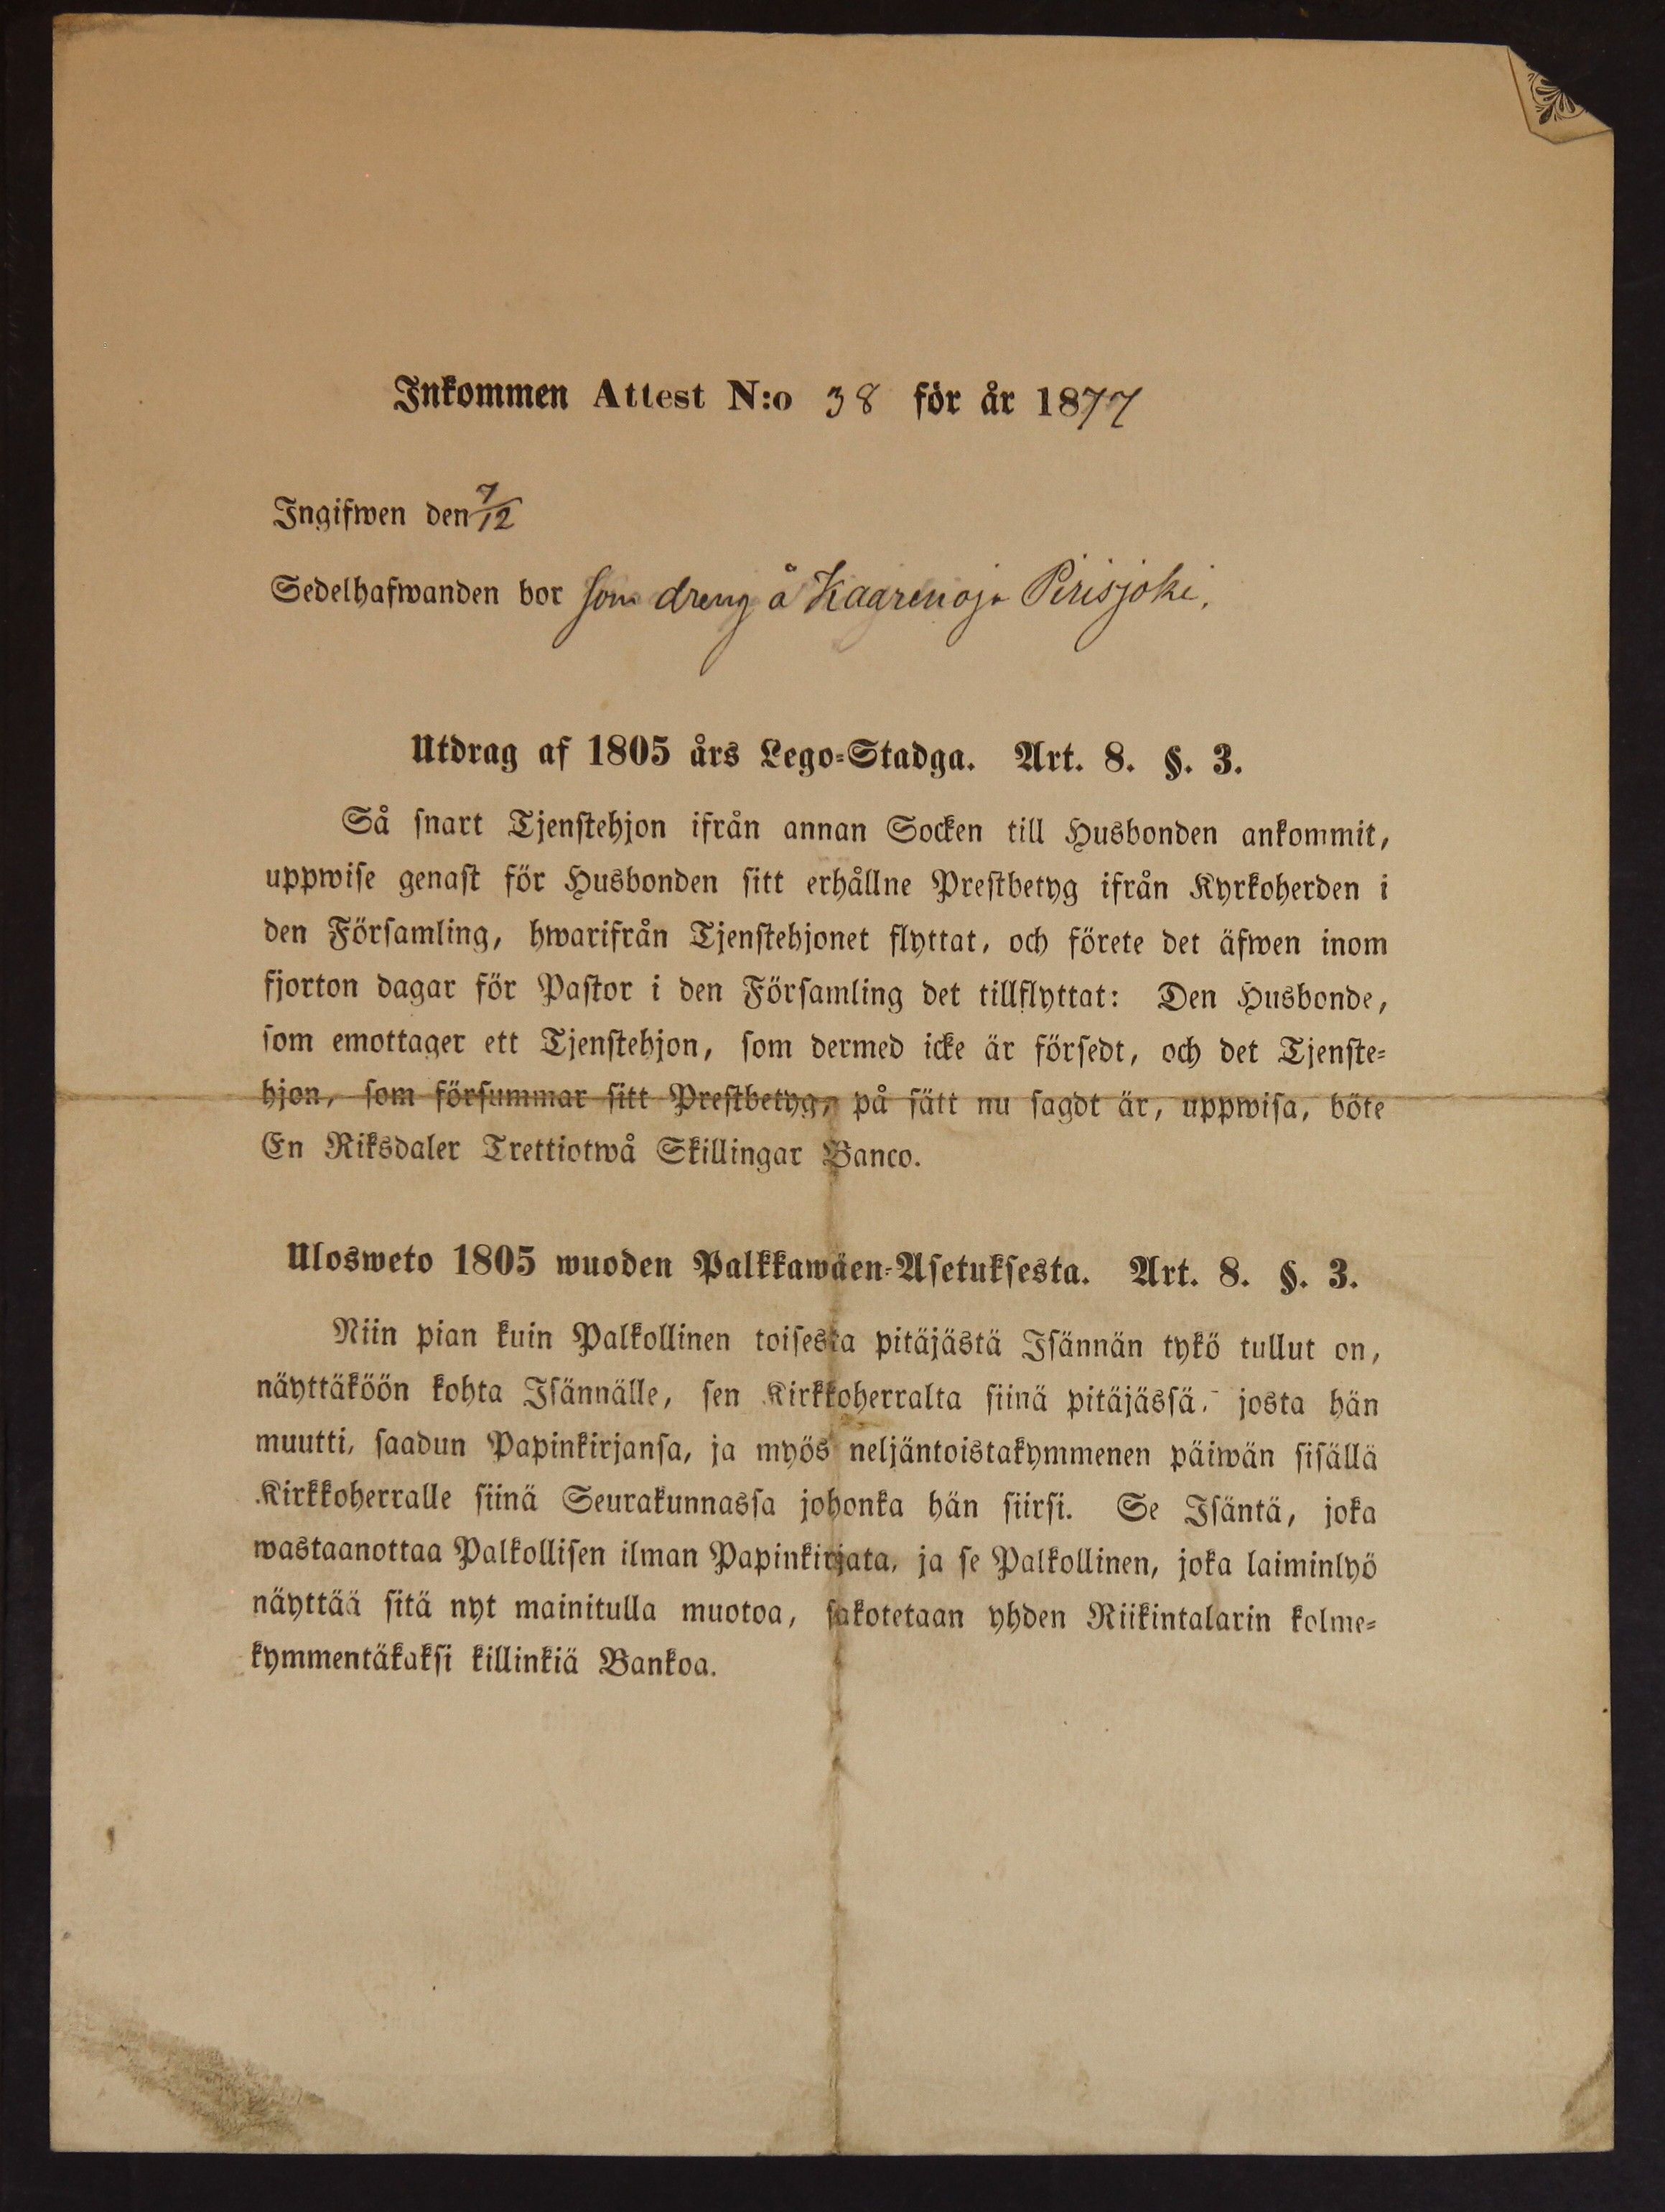 Inkommen Attest N:o 38 för år 1877
Ingifwen den 7/12
Sedelhafwanden bor som dreng å Kaarenoja Pirisjoki.
Utdrag af 1805 års Lego-Stadga. Art. 8. §. 3.
Så snart Tjenstehjon ifrån annan Socken till Husbonden ankommit,
uppwise genast för Husbonden sitt erhållne Prestbetyg ifrån Kyrkoherden i
den Församling, hwarifrån Tjenstehjonet flyttat, och förete det äfwen inom
fjorton dagar för Pastor i den Församling det tillflyttat: Den Husbonde,
som emottager ett Tjenstehjon, som dermed icke är försedt, och det Tjenste-
hjon, som försummar sitt Prestbetyg, på sätt nu sagdt är, uppwisa, böte
En Riksdaler Trettiotwå Skillingar Banco.
Ulosweto 1805 wuoden Palkkawäen-Asetuksesta. Art. 8. §. 3.
Niin pian kuin Palkollinen toisesta pitäjästä Isännän tykö tullut on,
näyttäköön kohta Isännälle, sen Kirkkoherralta siinä pitäjässä, josta hän
muutti, saadun Papinkirjansa, ja myös neljäntoistakymmenen päiwän sisällä
Kirkkoherralle siinä Seurakunnassa johonka hän siirsi. Se Isäntä, joka
wastaanottaa Palkollisen ilman Papinkirjata, ja se Palkollinen, joka laiminlyö
näyttää sitä nyt mainitulla muotoa, sakotetaan yhden Riikintalarin kolme-
kymmentäkaksi killinkiä Bankoa.